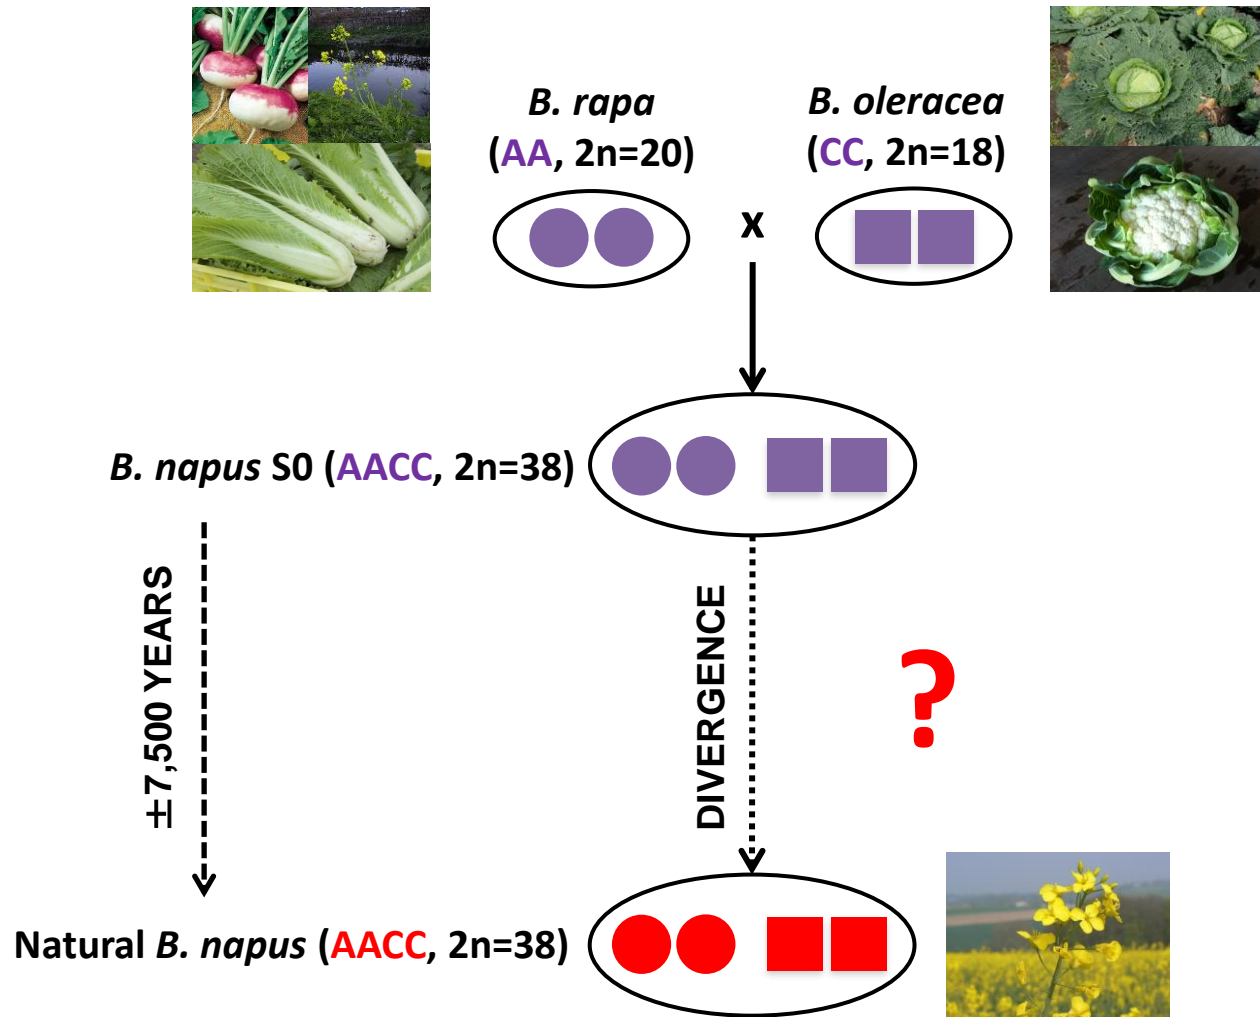 B. rapa
(AA, 2n=20)
B. oleracea
(CC, 2n=18)
x
B. napus S0 (AACC, 2n=38)
±7,500 YEARS
DIVERGENCE
?
Natural B. napus (AACC, 2n=38)